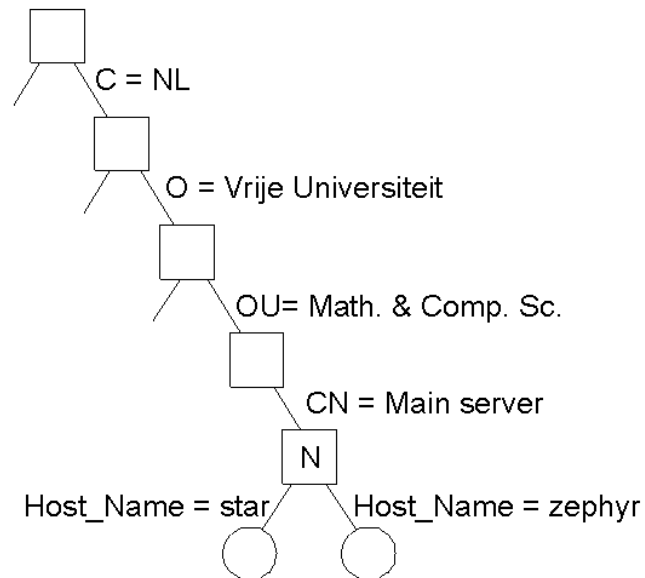 C = NL
O = Vrije Universiteit
OU= Math. & Comp. Sc.
CN = Main server
N
Host_Name = star
Host_Name = zephyr